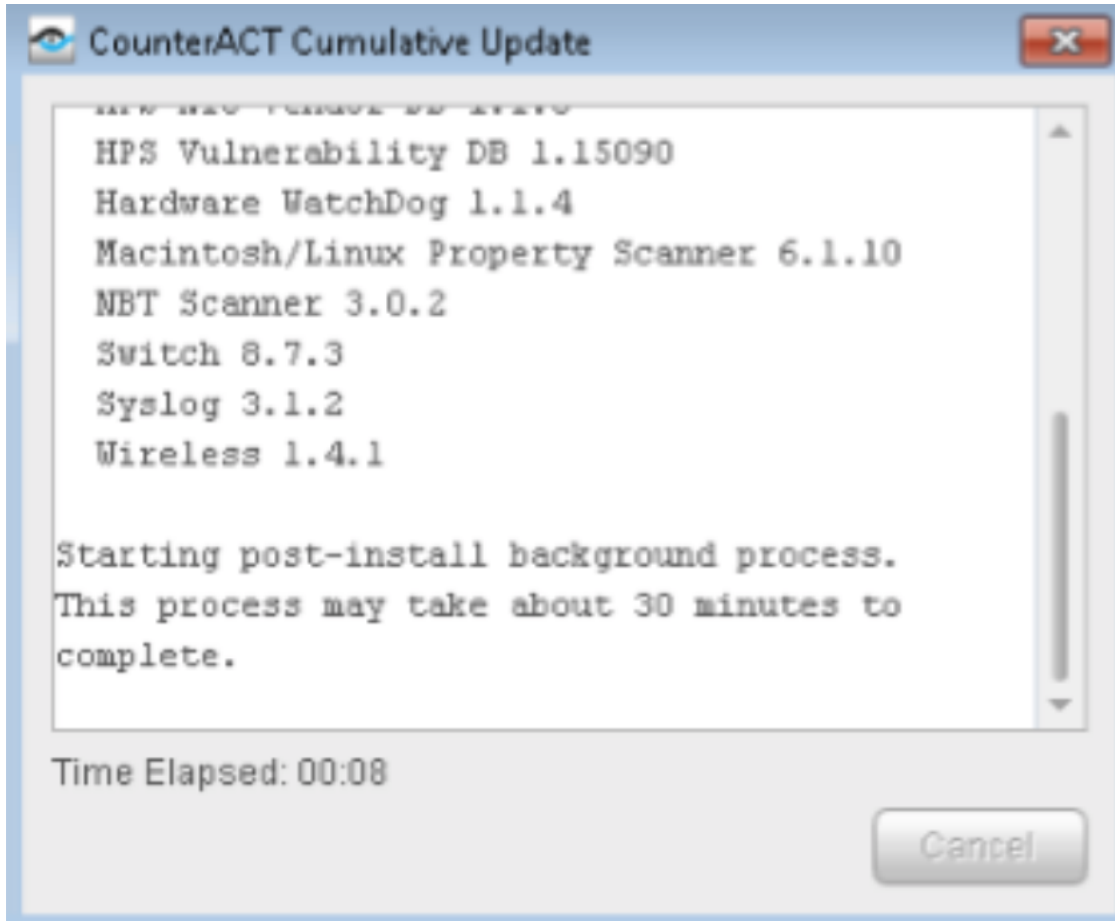 CounterACT Cumulative Update
HPS Vulnerability DB 1.15090
Hardware WatchDog 1.1.4
Macintosh/Linux Property Scanner 6.1.10
NBT Scanner 3.0.2
Switch 8.7.3
Syslog 3.1.2
Wireless 1.4.1
Starting post-install background process.
This process may take about 30 minutes to
complete.
Time Elapsed: 00:08
Cancel